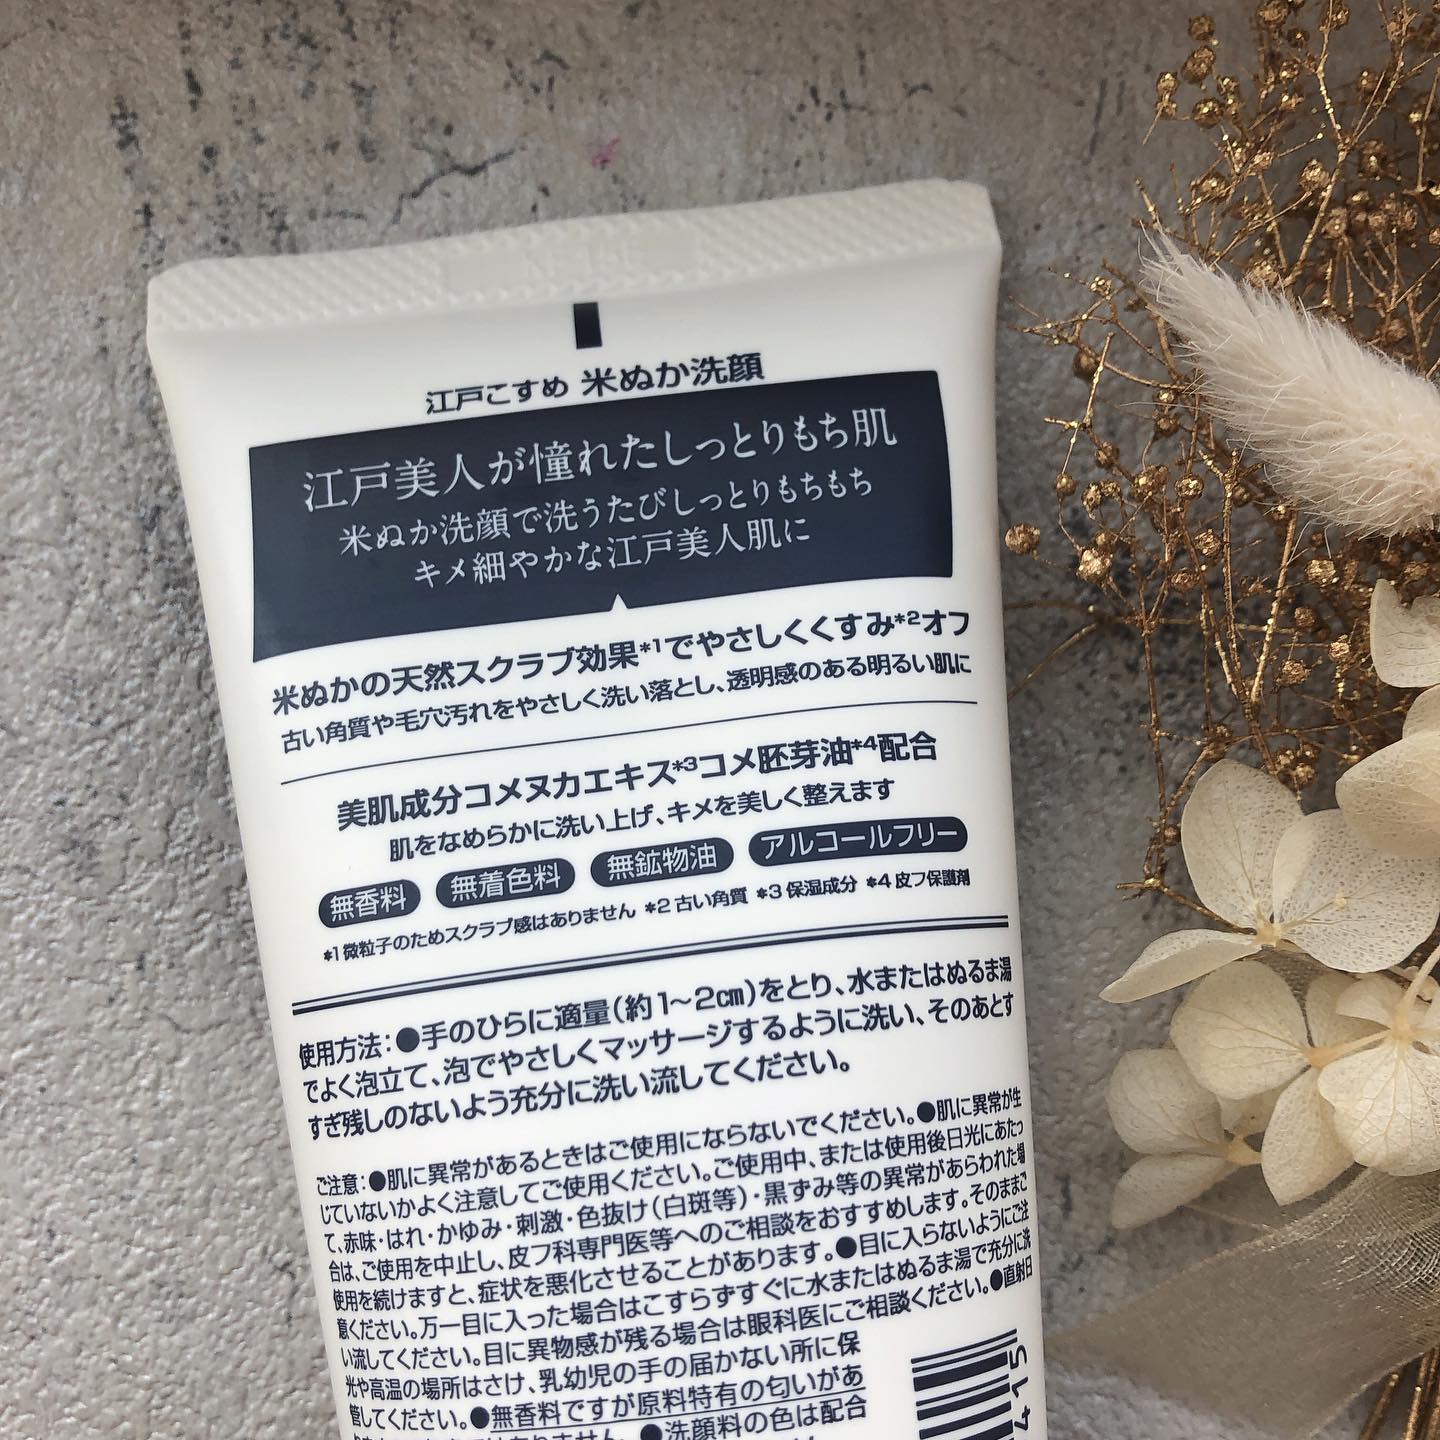 江戸こすめ 米ぬか洗顔
江戸美人が憧れたしっとりもち肌
米ぬか洗顔で洗うたびしっとりもちもち
キメ細やかな江戸美人肌に
米ぬかの天然スクラブ効果*1でやさしくくすみ*2オフ
古い角質や毛穴汚れをやさしく洗い落とし、透明感のある明るい肌に
美肌成分コメヌカエキス*3コメ胚芽油*4配合
肌をなめらかに洗い上げ、キメを美しく整えます
無香料 無着色料 無鉱物油 アルコールフリー
*1 微粒子のためスクラブ感はありません *2 古い角質 *3 保湿成分 *4 皮フ保護剤
使用方法:●手のひらに適量(約1〜2cm)をとり、水またはぬるま湯
でよく泡立て、泡でやさしくマッサージするように洗い、そのあとす
すぎ残しのないよう充分に洗い流してください。
ご注意:●肌に異常があるときはご使用にならないでください。●肌に異常が生
じていないかよく注意してご使用ください。ご使用中、または使用後日光にあたっ
て、赤味・はれ・かゆみ・刺激・色抜け(白斑等)・黒ずみ等の異常があらわれた場
合は、ご使用を中止し、皮フ科専門医等へのご相談をおすすめします。そのままご
使用を続けますと、症状を悪化させることがあります。●目に入らないようにご注
意ください。万一目に入った場合はこすらずすぐに水またはぬるま湯で充分に洗
い流してください。目に異物感が残る場合は眼科医にご相談ください。●直射日
光や高温の場所はさけ、乳幼児の手の届かない所に保
管してください。●無香料ですが原料特有の匂いがあ
●洗顔料の色は配合
415